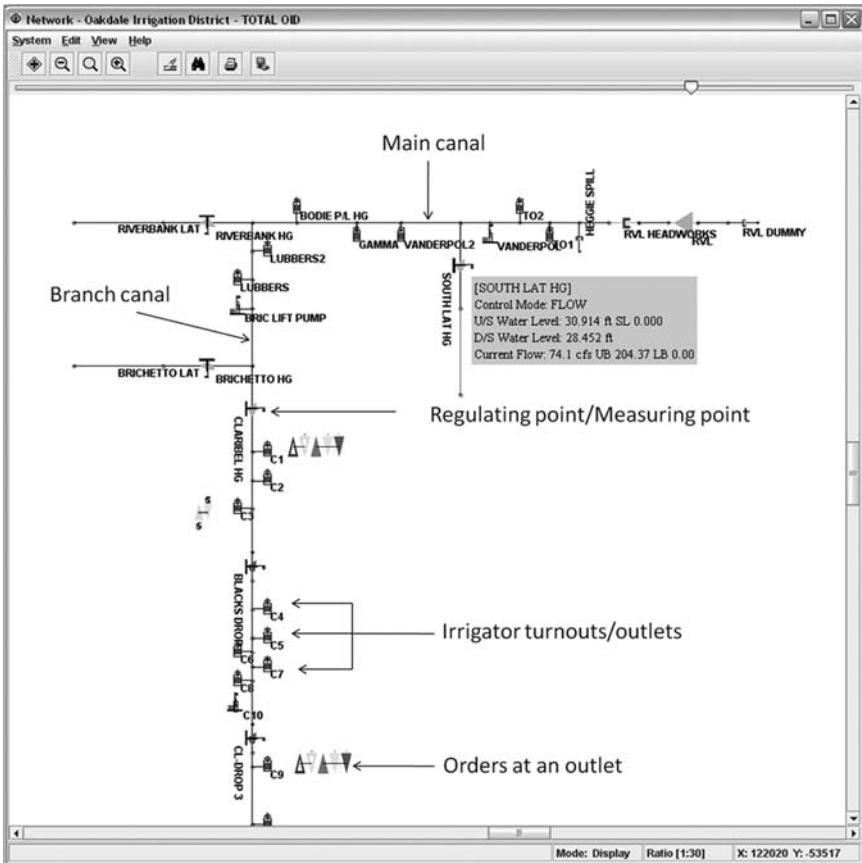 Network - Oakdale Irrigation District - TOTAL OID
System Edit View Help
Main canal
BODIE P/L HG
TO2
HEGGIE SPILL
RIVERBANK LAT
RIVERBANK HG
GAMMA
VANDERPOL2
VANDERPOL
TO1
RVL HEADWORKS
RVL
RVL DUMMY
LUBBERS2
LUBBERS
SOUTH LAT HG
[SOUTH LAT HG]
Control Mode: FLOW
U/S Water Level: 30.914 ft SL 0.000
D/S Water Level: 28.452 ft
Current Flow: 74.1 cfs UB 204.37 LB 0.00
Branch canal
BRIC LIFT PUMP
BRICHETTO LAT
BRICHETTO HG
Regulating point/Measuring point
CLARIBEL HG
C1
C2
C3
5
5
BLACKS DROP
C4
Irrigator turnouts/outlets
C5
C6
C7
C8
C10
CL-DROP 3
C9
Orders at an outlet
Mode: Display
Ratio [1:30]
X: 122020 Y: -53517